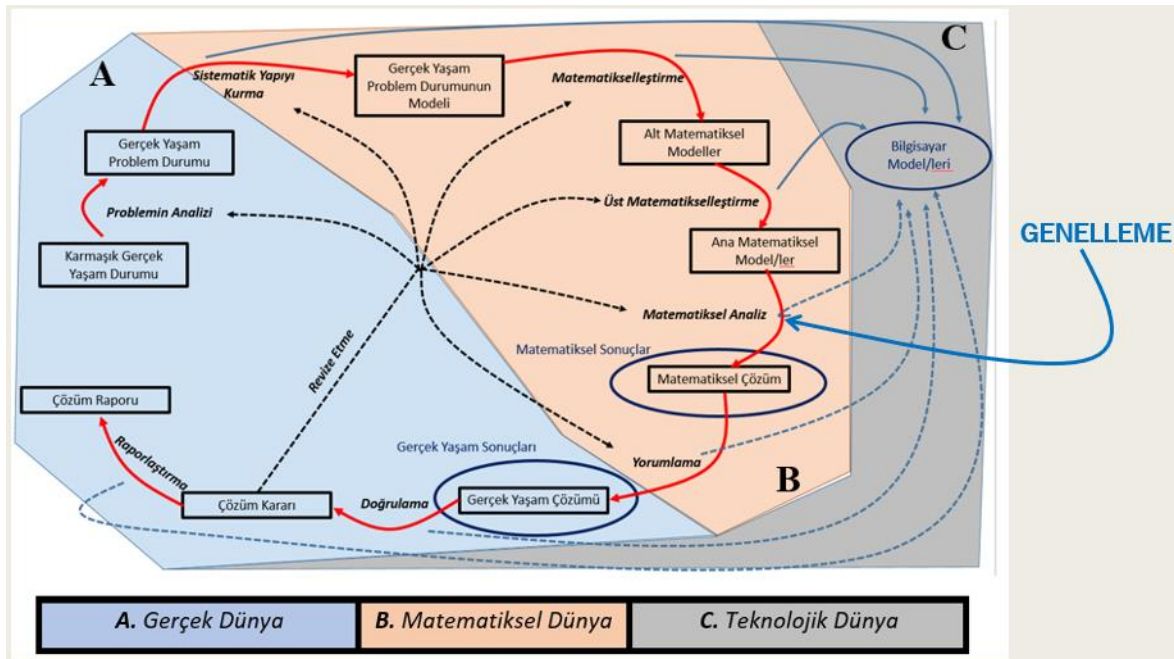 A
C
Sistematik Yapıyı
Kurma
Gerçek Yaşam
Problem Durumunun
Modeli
Matematikselleştirme
Gerçek Yaşam
Problem Durumu
Alt Matematiksel
Modeller
Bilgisayar
Model/leri
Problemin Analizi
Üst Matematikselleştirme
GENELLEME
Karmaşık Gerçek
Yaşam Durumu
Ana Matematiksel
Model/ler
Matematiksel Analiz
Revize Etme
Matematiksel Sonuçlar
Matematiksel Çözüm
Çözüm Raporu
Gerçek Yaşam Sonuçları
Yorumlama
B
Raporlaştırma
Çözüm Kararı
Doğrulama
Gerçek Yaşam Çözümü
A. Gerçek Dünya
B. Matematiksel Dünya
C. Teknolojik Dünya